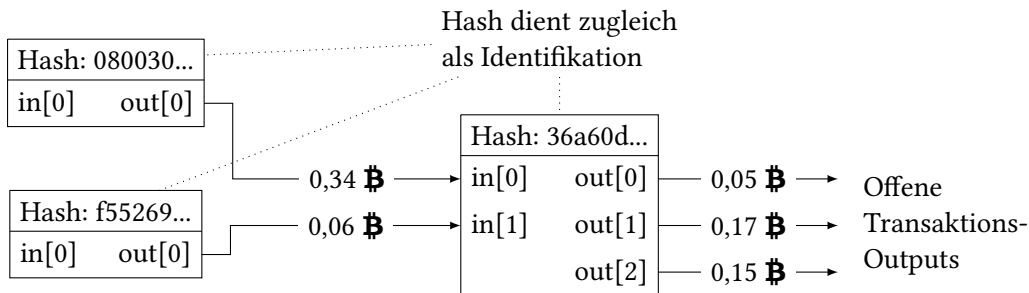 Hash dient zugleich
als Identifikation
Hash: 080030...
in[0] out[0]
Hash: f55269...
in[0] out[0]
0,34 ₿
0,06 ₿
Hash: 36a60d...
in[0] out[0]
in[1] out[1]
out[2]
0,05 ₿
0,17 ₿
0,15 ₿
Offene
Transaktions-
Outputs